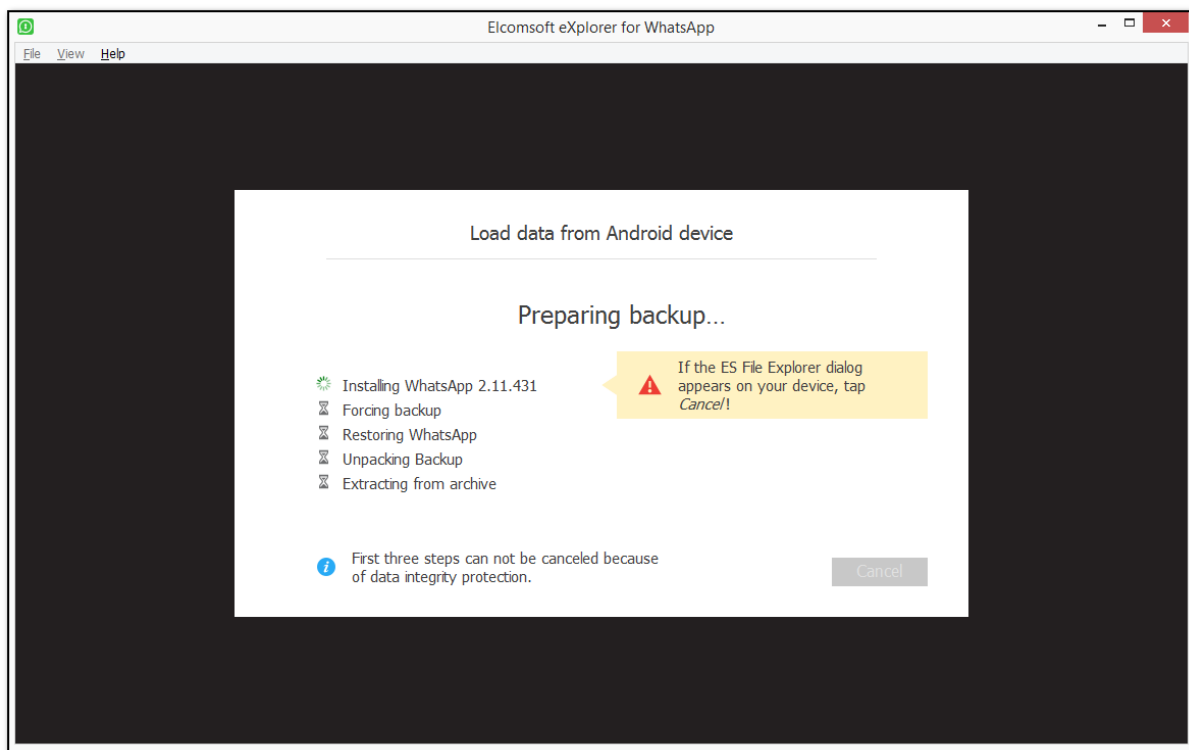 Elcomsoft eXplorer for WhatsApp
File View Help
Load data from Android device
Preparing backup...
Installing WhatsApp 2.11.431
Forcing backup
Restoring WhatsApp
Unpacking Backup
Extracting from archive
If the ES File Explorer dialog
appears on your device, tap
Cancel!
First three steps can not be canceled because
of data integrity protection.
Cancel